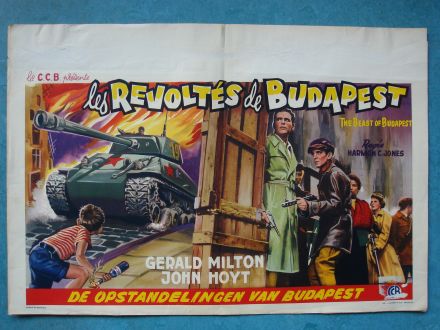 le C.C.B. présente
les REVOLTÉS de BUDAPEST
THE BEAST OF BUDAPEST
Régie
HARMON C. JONES
GERALD MILTON
JOHN HOYT
DE OPSTANDELINGEN VAN BUDAPEST